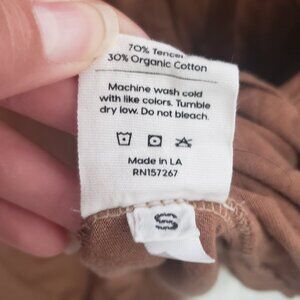 70% Tencel
30% Organic Cotton
Machine wash cold
with like colors. Tumble
dry low. Do not bleach.
Made in LA
RN157267
S